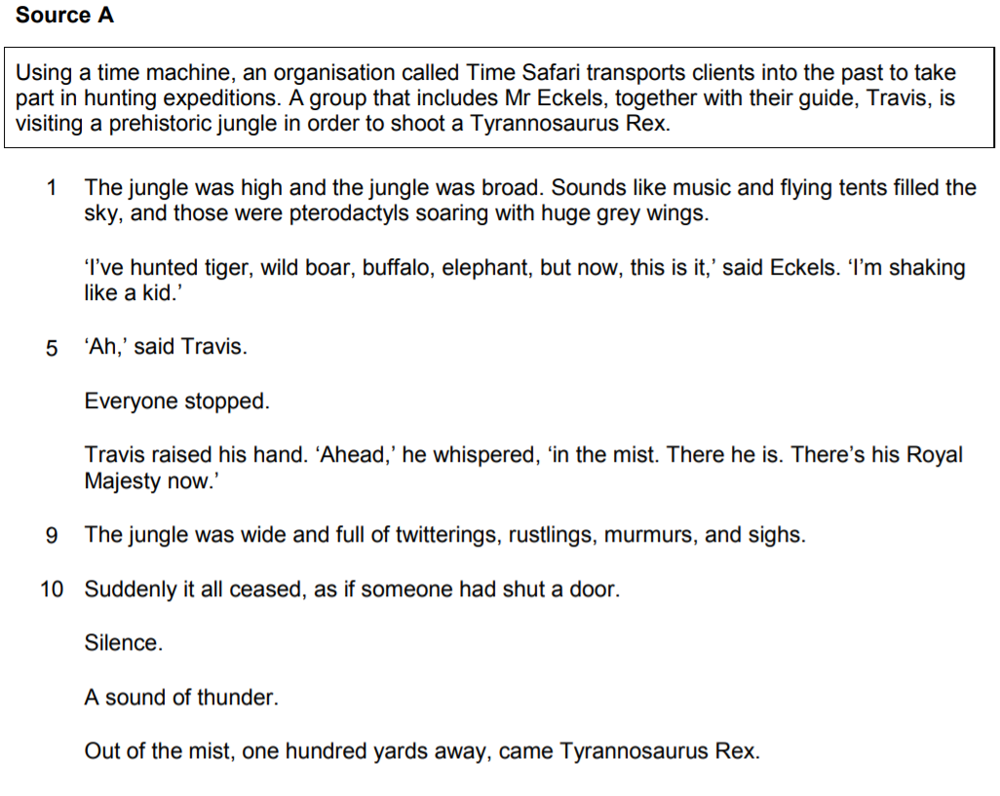 Source A
Using a time machine, an organisation called Time Safari transports clients into the past to take
part in hunting expeditions. A group that includes Mr Eckels, together with their guide, Travis, is
visiting a prehistoric jungle in order to shoot a Tyrannosaurus Rex.
1 The jungle was high and the jungle was broad. Sounds like music and flying tents filled the
sky, and those were pterodactyls soaring with huge grey wings.
‘I’ve hunted tiger, wild boar, buffalo, elephant, but now, this is it,’ said Eckels. ‘I’m shaking
like a kid.’
5 ‘Ah,’ said Travis.
Everyone stopped.
Travis raised his hand. ‘Ahead,’ he whispered, ‘in the mist. There he is. There’s his Royal
Majesty now.’
9 The jungle was wide and full of twitterings, rustlings, murmurs, and sighs.
10 Suddenly it all ceased, as if someone had shut a door.
Silence.
A sound of thunder.
Out of the mist, one hundred yards away, came Tyrannosaurus Rex.